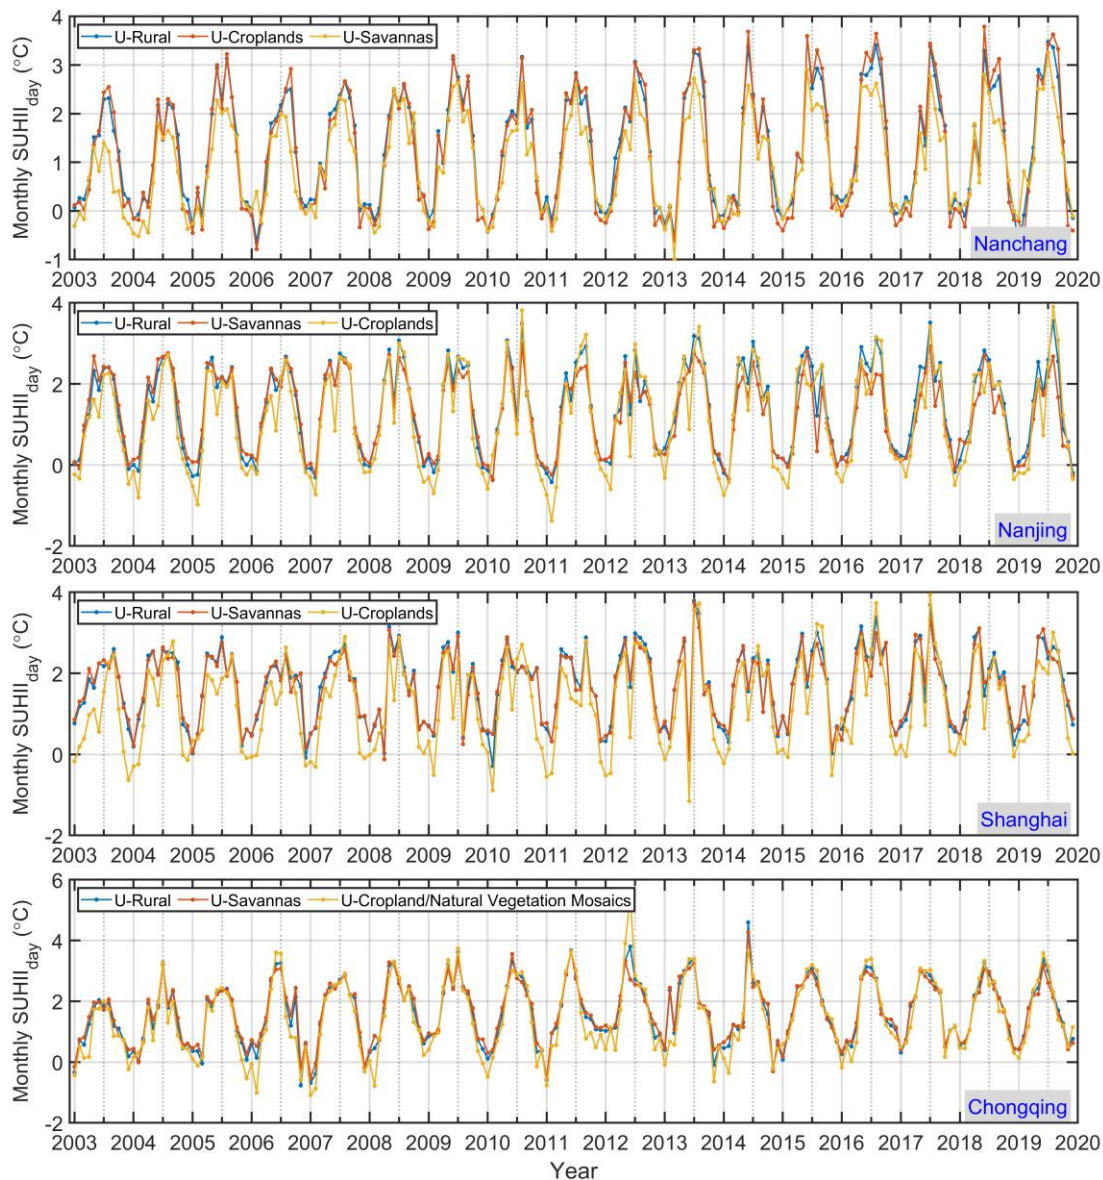 4
3
2
1
0
-1
Monthly SUHII_day (°C)
U-Rural U-Croplands U-Savannas
Nanchang
2003 2004 2005 2006 2007 2008 2009 2010 2011 2012 2013 2014 2015 2016 2017 2018 2019 2020
4
2
0
-2
Monthly SUHII_day (°C)
U-Rural U-Savannas U-Croplands
Nanjing
2003 2004 2005 2006 2007 2008 2009 2010 2011 2012 2013 2014 2015 2016 2017 2018 2019 2020
4
2
0
-2
Monthly SUHII_day (°C)
U-Rural U-Savannas U-Croplands
Shanghai
2003 2004 2005 2006 2007 2008 2009 2010 2011 2012 2013 2014 2015 2016 2017 2018 2019 2020
6
4
2
0
-2
Monthly SUHII_day (°C)
U-Rural U-Savannas U-Cropland/Natural Vegetation Mosaics
Chongqing
2003 2004 2005 2006 2007 2008 2009 2010 2011 2012 2013 2014 2015 2016 2017 2018 2019 2020
Year